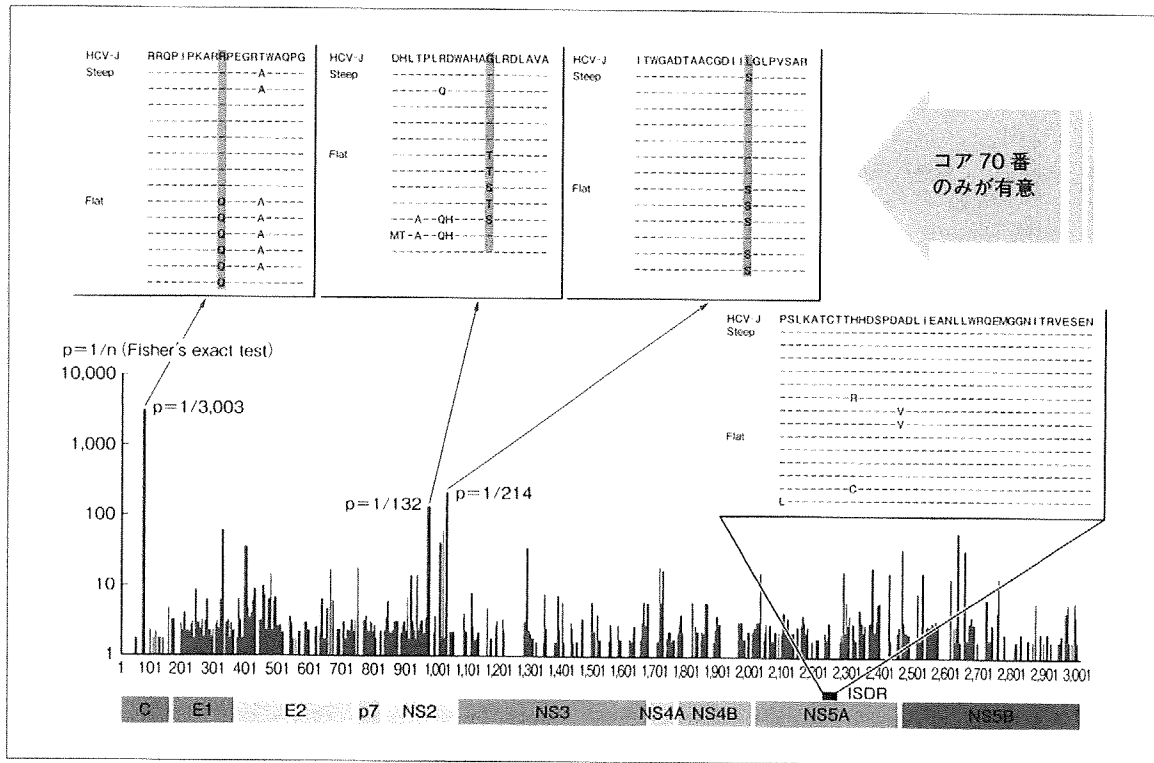 HCV-J RRQPIPKARRPEGRTWAQPG
Steep ------------A-----
------------A-----
Flat Q---A
Q---A
Q---A
Q---A
Q---A
Q
HCV-J DHLTPLRDWAHAGLRDLAVA
Steep
Q
Flat T
T
S
T
A--QH S
MT-A--QH
HCV-J ITWGADTAACGDIILGLPVSAR
Steep S
Flat S
S
S
S
S
コア 70 番
のみが有意
HCV-J PSLKATCTTHHDSPDADLIEANLLWRQEMGGNITRVESEN
Steep
R
V
V
Flat
C
L
p=1/n (Fisher's exact test)
10,000
1,000
100
10
1
p=1/3,003
p=1/132
p=1/214
1 101 201 301 401 501 601 701 801 901 1,001 1,101 1,201 1,301 1,401 1,501 1,601 1,701 1,801 1,901 2,001 2,101 2,201 2,301 2,401 2,501 2,601 2,701 2,801 2,901 3,001
ISDR
C E1 E2 p7 NS2 NS3 NS4A NS4B NS5A NS5B